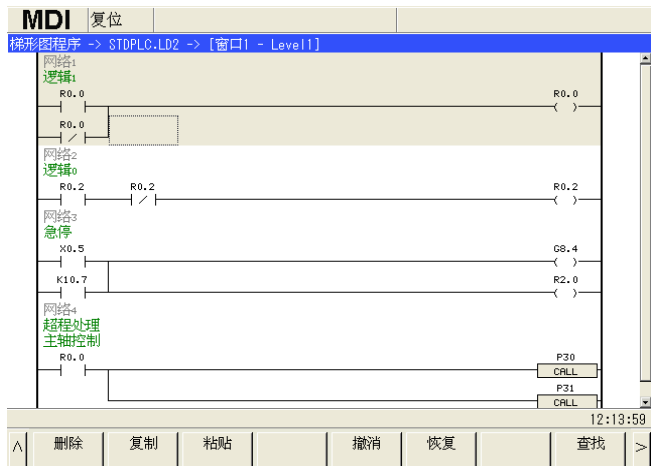 MDI 复位
梯形图程序 -> STDPLC.LD2 -> [窗口1 - Level1]
网络1
逻辑1
R0.0 R0.0
R0.0
网络2
逻辑0
R0.2 R0.2 R0.2
网络3
急停
X0.5 G8.4
K10.7 R2.0
网络4
超程处理
主轴控制
R0.0 P30
CALL
P31
CALL
12:13:59
删除 复制 粘贴 撤消 恢复 查找 >